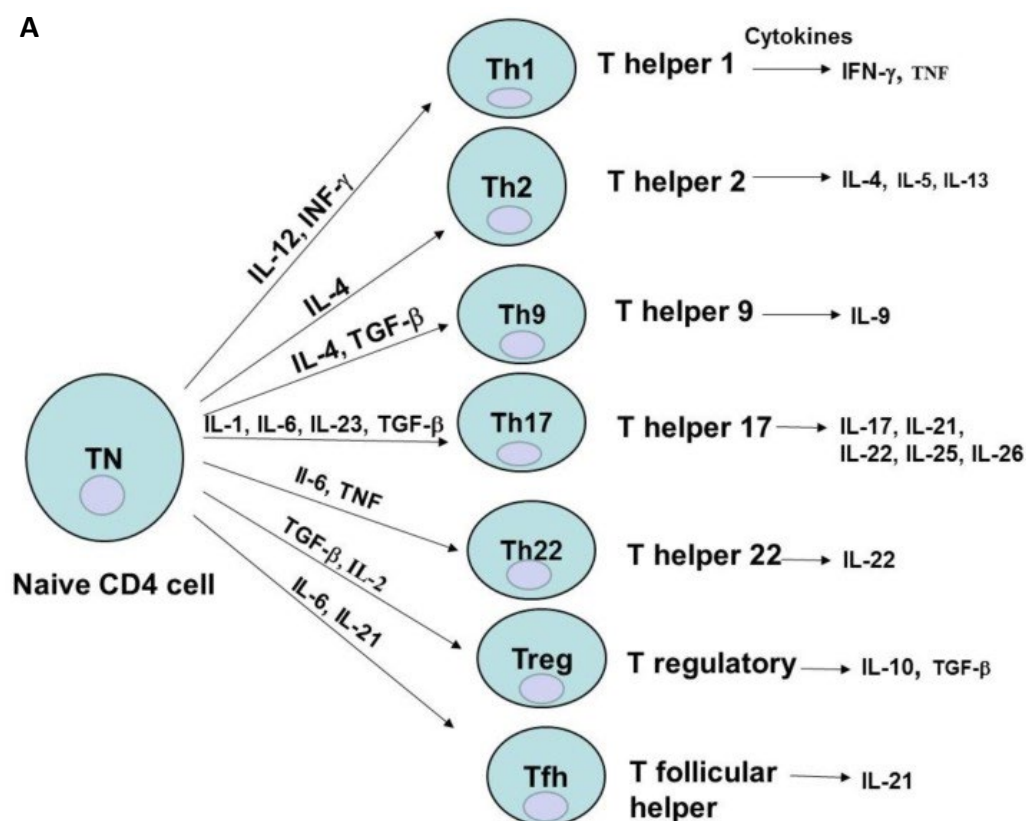 A
Cytokines
Th1
T helper 1
IFN-γ, TNF
IL-12, INF-γ
Th2
T helper 2
IL-4, IL-5, IL-13
IL-4
Th9
T helper 9
IL-9
IL-4, TGF-β
Th17
T helper 17
IL-17, IL-21,
IL-22, IL-25, IL-26
IL-1, IL-6, IL-23, TGF-β
TN
Naive CD4 cell
Il-6, TNF
Th22
T helper 22
IL-22
TGF-β, IL-2
Treg
T regulatory
IL-10, TGF-β
IL-6, IL-21
Tfh
T follicular
helper
IL-21